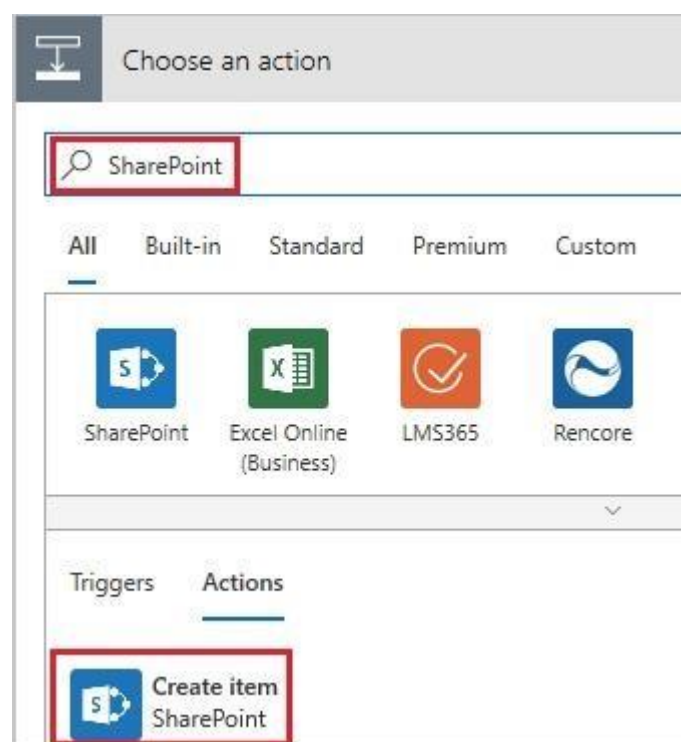 Choose an action
SharePoint
All Built-in Standard Premium Custom
SharePoint Excel Online LMS365 Rencore
(Business)
Triggers Actions
Create item
SharePoint